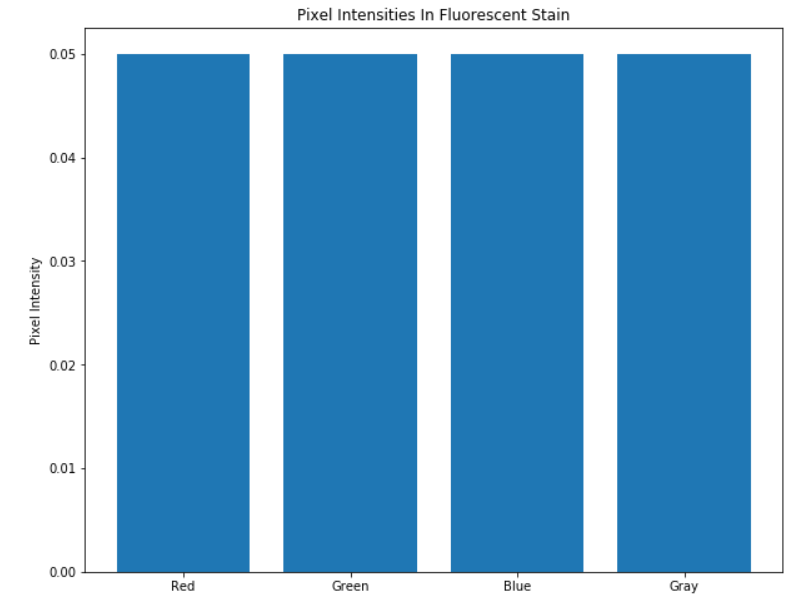 Pixel Intensities In Fluorescent Stain
0.05
0.04
0.03
0.02
0.01
0.00
Pixel Intensity
Red Green Blue Gray